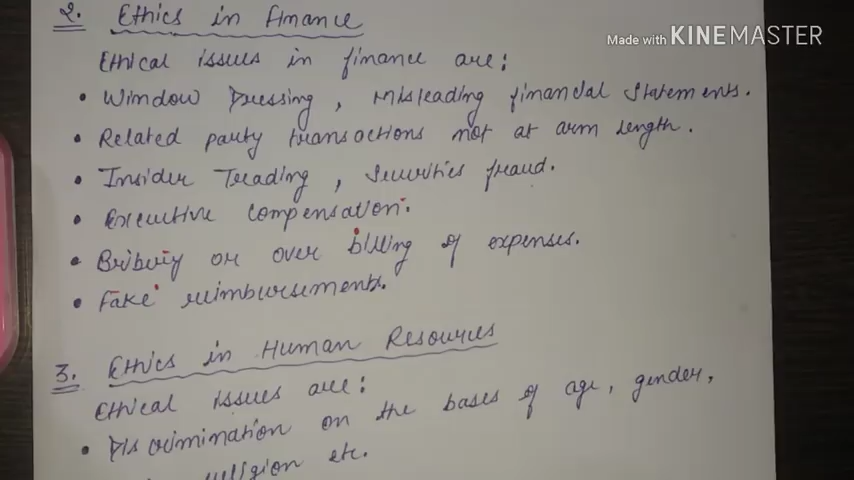 2. Ethics in Finance
Made with KINEMASTER
Ethical issues in finance are:
• Window Dressing, Misleading financial statements.
• Related party transactions not at arm length.
• Insider Trading, securities fraud.
• Executive compensation.
• Bribery or over billing of expenses.
• Fake reimbursements.
3. Ethics in Human Resources
Ethical issues are:
• Discrimination on the bases of age, gender,
religion etc.